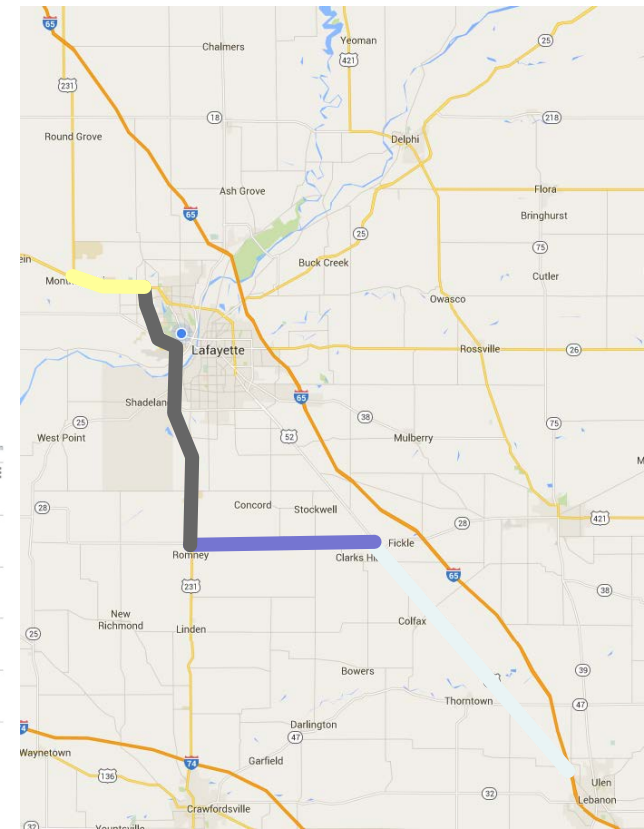 65
Chalmers
Yeoman
25
421
231
18
218
Round Grove
Delphi
Ash Grove
Flora
65
Bringhurst
25
75
Buck Creek
Cutler
Owasco
Lafayette
Rossville
26
Shadeland
65
25
38
75
West Point
52
Mulberry
28
Concord
Stockwell
28
421
Fickle
Romney
65
231
38
New
Richmond
Linden
Colfax
25
Bowers
39
Thorntown
47
Darlington
47
Waynetown
74
Garfield
Ulen
136
32
Lebanon
Crawfordsville
32